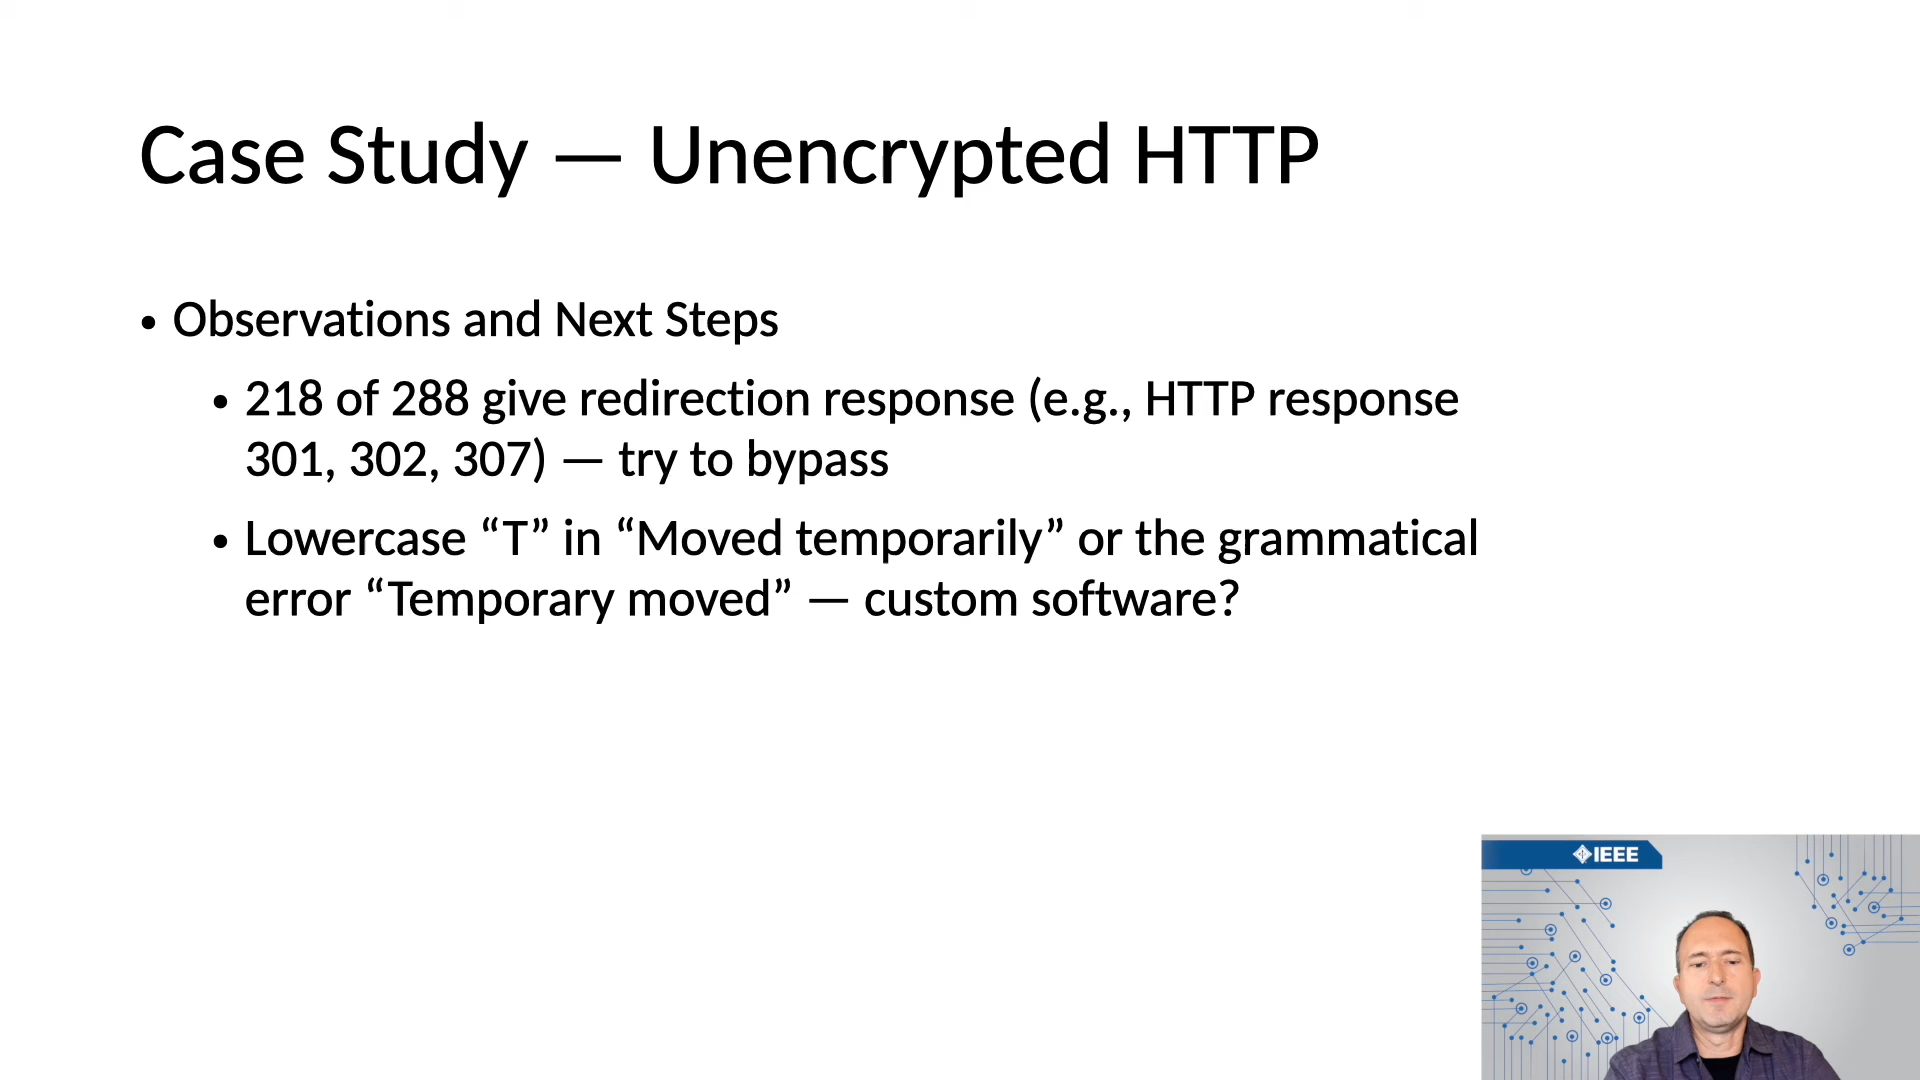 Case Study — Unencrypted HTTP
• Observations and Next Steps
• 218 of 288 give redirection response (e.g., HTTP response
301, 302, 307) — try to bypass
• Lowercase “T” in “Moved temporarily” or the grammatical
error “Temporary moved” — custom software?
IEEE